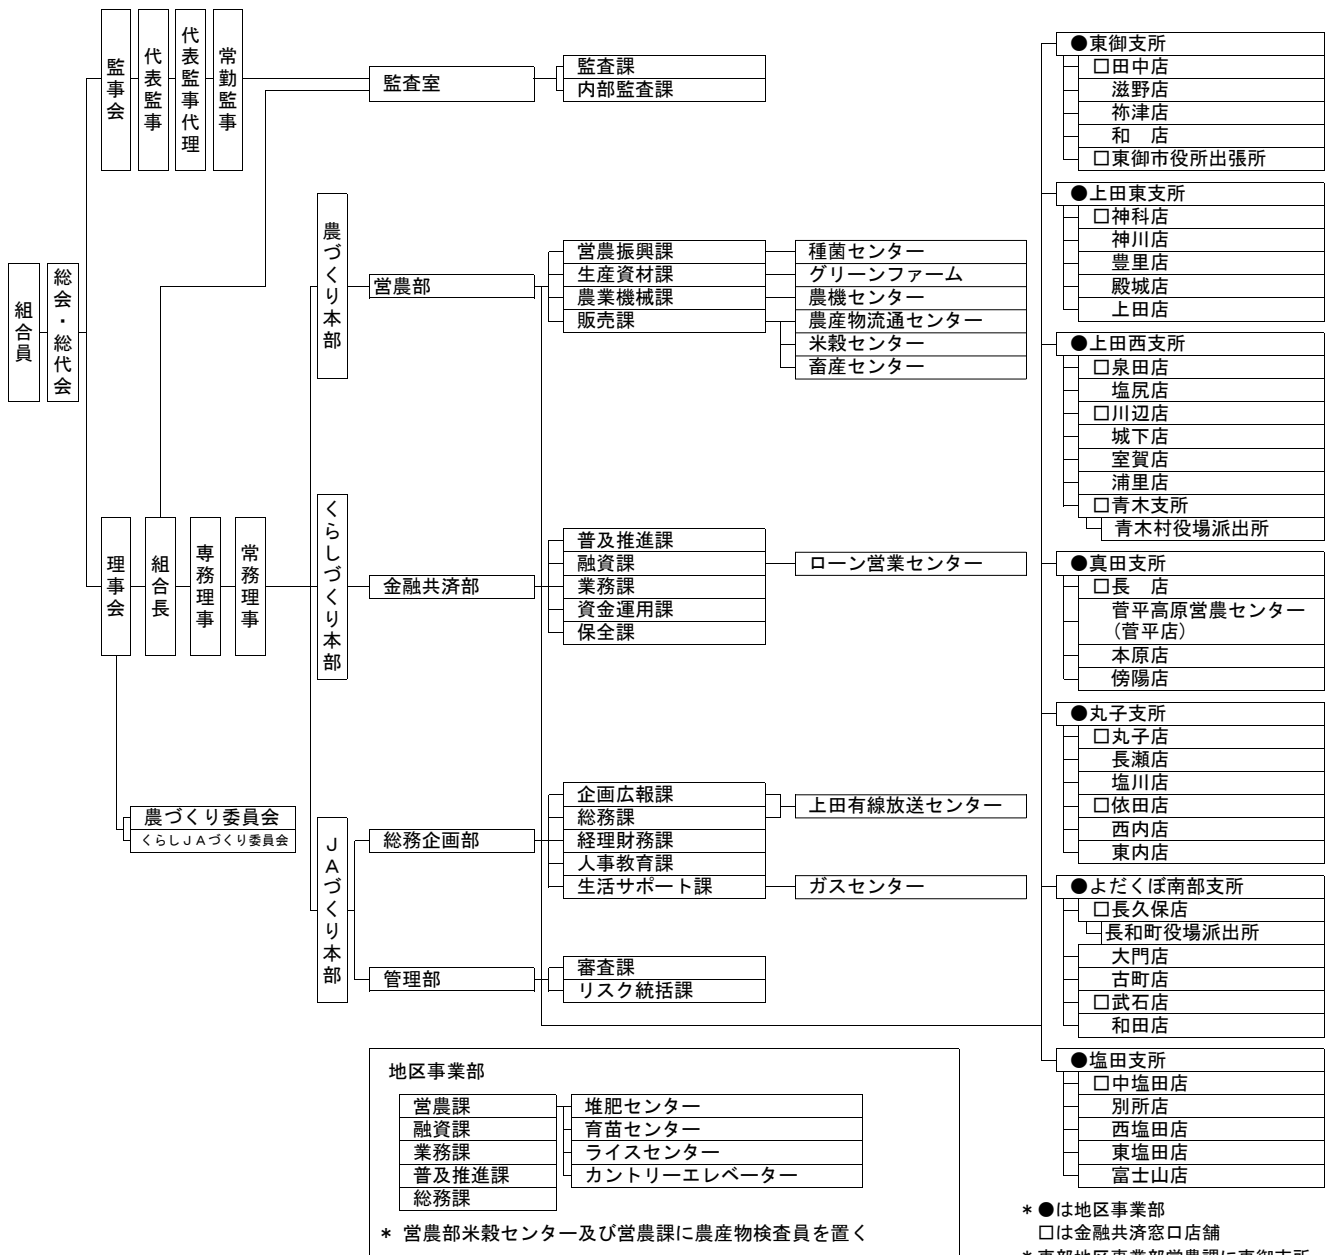 組合員
総会・総代会
監事会
代表監事
代表監事代理
常勤監事
監査室
監査課
内部監査課
理事会
組合長
専務理事
常務理事
農づくり委員会
くらしJAづくり委員会
農づくり本部
営農部
営農振興課
生産資材課
農業機械課
販売課
種菌センター
グリーンファーム
農機センター
農産物流通センター
米穀センター
畜産センター
くらしづくり本部
金融共済部
普及推進課
融資課
業務課
資金運用課
保全課
ローン営業センター
JAづくり本部
総務企画部
企画広報課
総務課
経理財務課
人事教育課
生活サポート課
上田有線放送センター
ガスセンター
管理部
審査課
リスク統括課
地区事業部
営農課
融資課
業務課
普及推進課
総務課
堆肥センター
育苗センター
ライスセンター
カントリーエレベーター
* 営農部米穀センター及び営農課に農産物検査員を置く
●東御支所
□田中店
滋野店
祢津店
和 店
□東御市役所出張所
●上田東支所
□神科店
神川店
豊里店
殿城店
上田店
●上田西支所
□泉田店
塩尻店
□川辺店
城下店
室賀店
浦里店
□青木支所
青木村役場派出所
●真田支所
□長 店
菅平高原営農センター
(菅平店)
本原店
傍陽店
●丸子支所
□丸子店
長瀬店
塩川店
□依田店
西内店
東内店
●よだくぼ南部支所
□長久保店
長和町役場派出所
大門店
古町店
□武石店
和田店
●塩田支所
□中塩田店
別所店
西塩田店
東塩田店
富士山店
* ●は地区事業部
□は金融共済窓口店舗
* 東部地区事業部営農課に東御支所